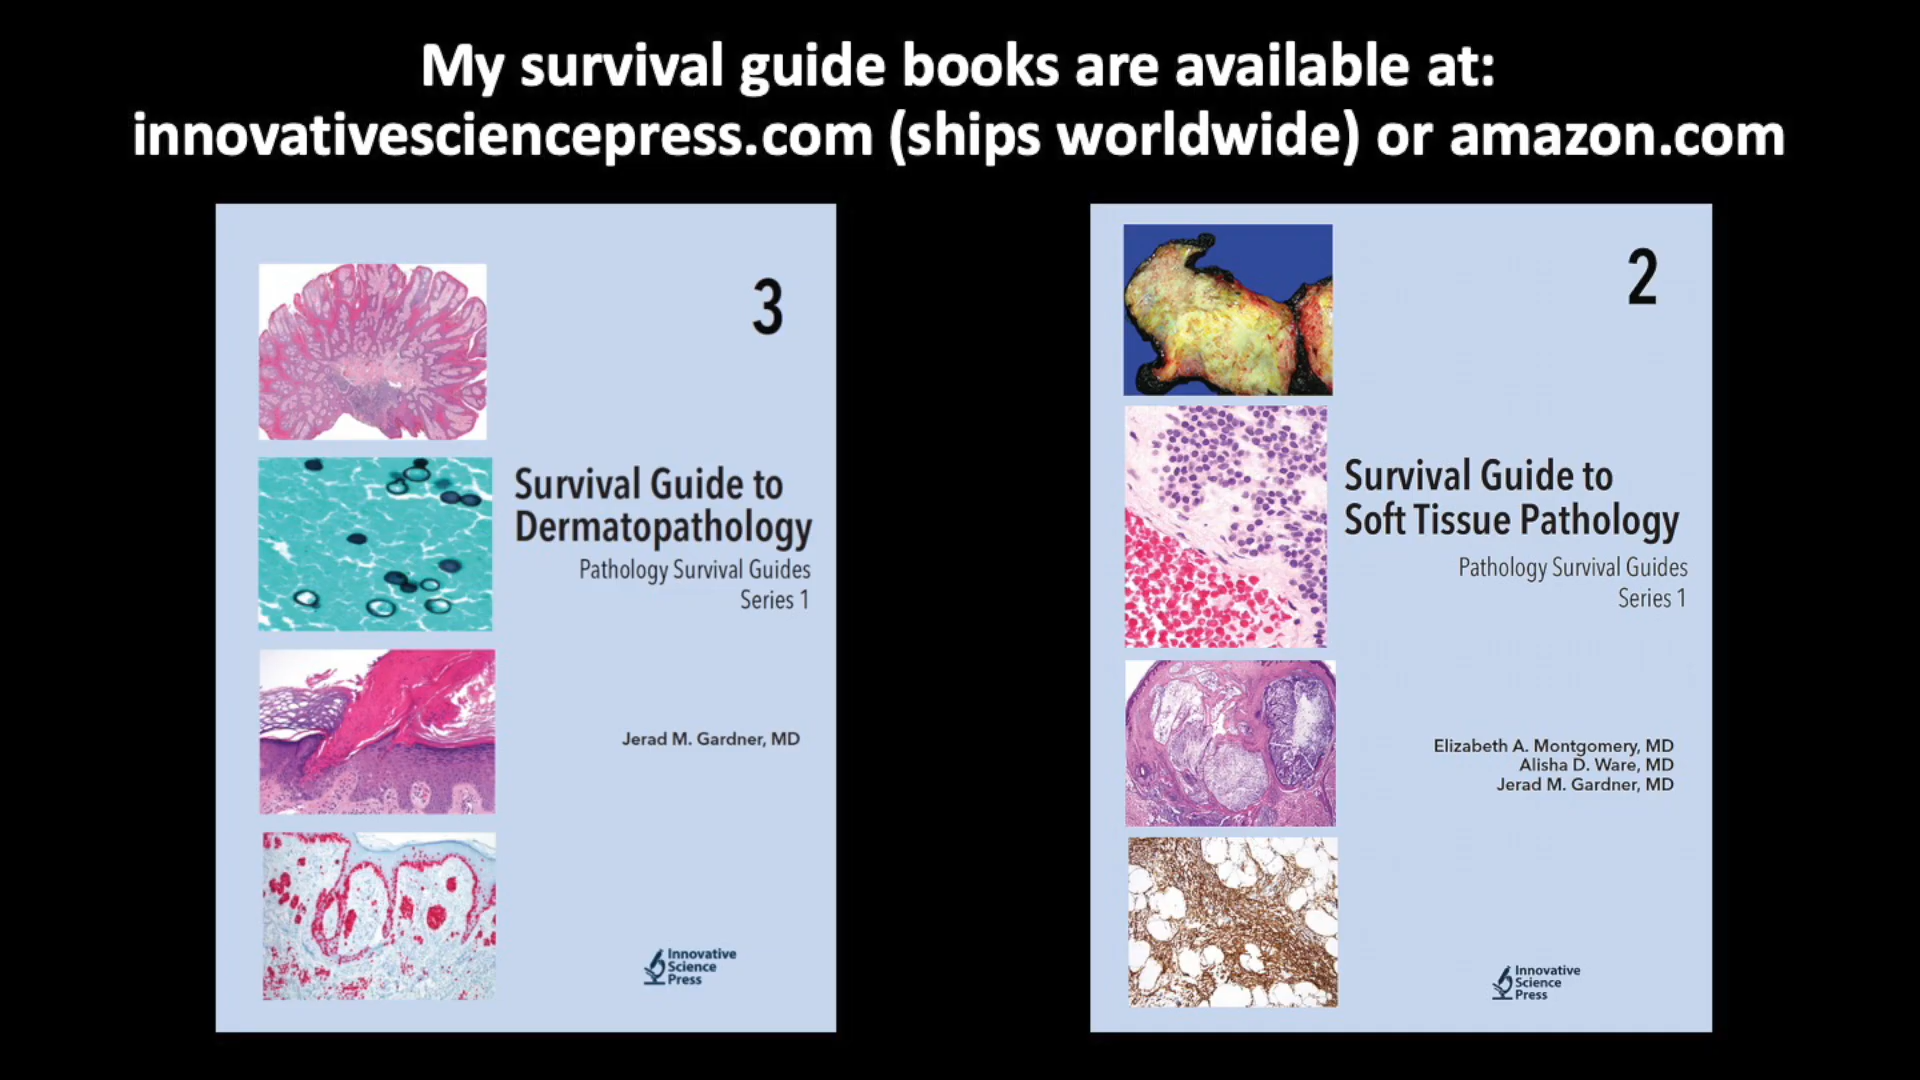 My survival guide books are available at:
innovativesciencepress.com (ships worldwide) or amazon.com
3
Survival Guide to
Dermatopathology
Pathology Survival Guides
Series 1
Jerad M. Gardner, MD
Innovative
Science
Press
2
Survival Guide to
Soft Tissue Pathology
Pathology Survival Guides
Series 1
Elizabeth A. Montgomery, MD
Alisha D. Ware, MD
Jerad M. Gardner, MD
Innovative
Science
Press